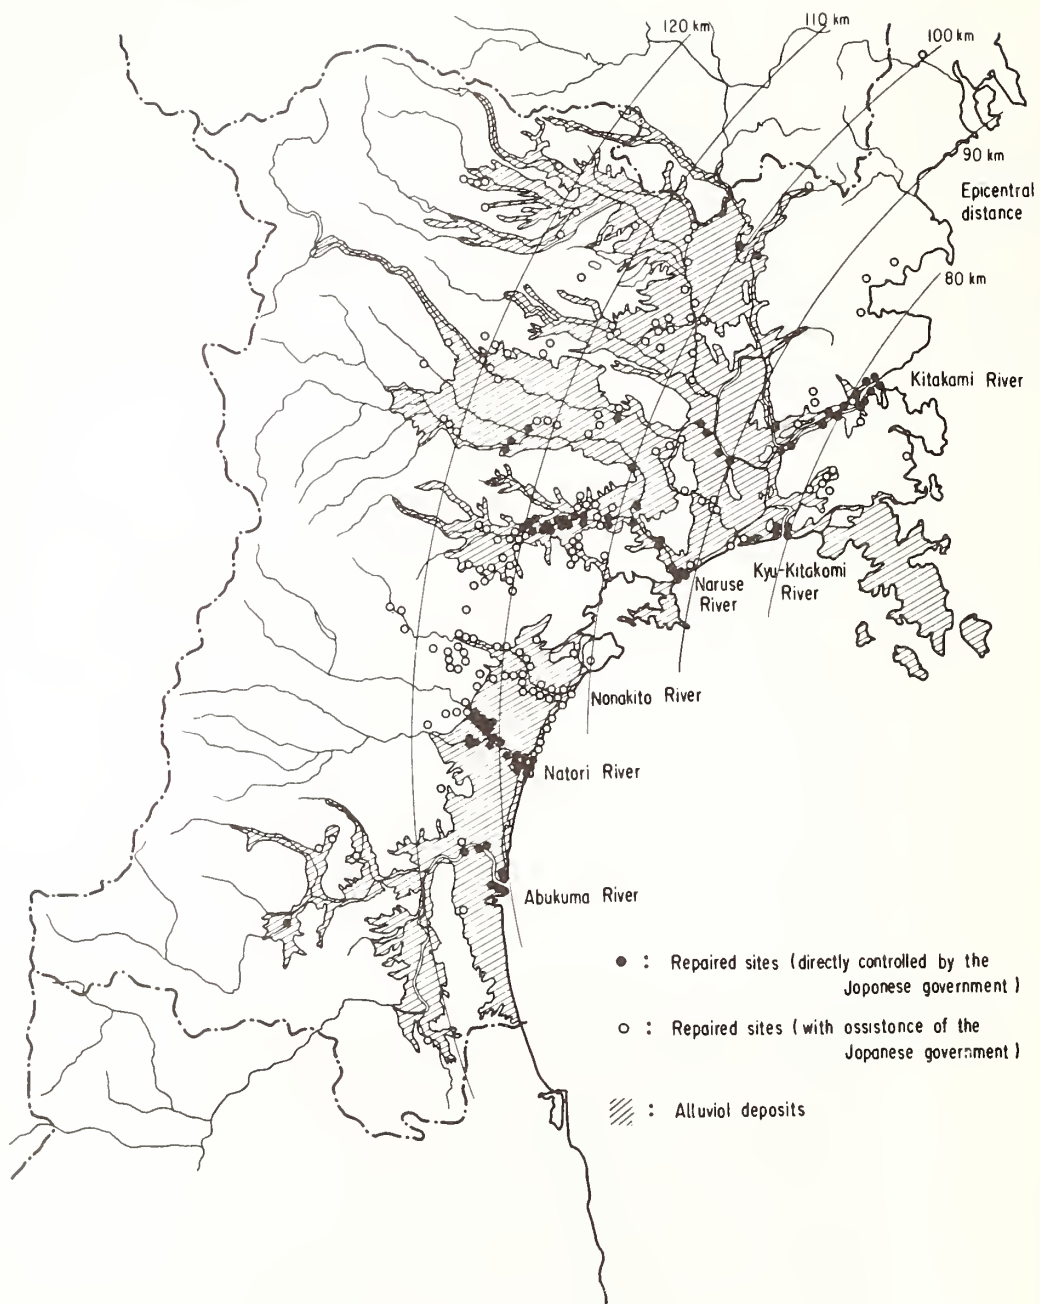 120 km
110 km
100 km
90 km
Epicentral
distance
80 km
Kitakami River
Kyu-Kitakami
River
Naruse
River
Nanakita River
Natori River
Abukuma River
● : Repaired sites (directly controlled by the
Japanese government)
○ : Repaired sites (with assistance of the
Japanese government)
: Alluvial deposits